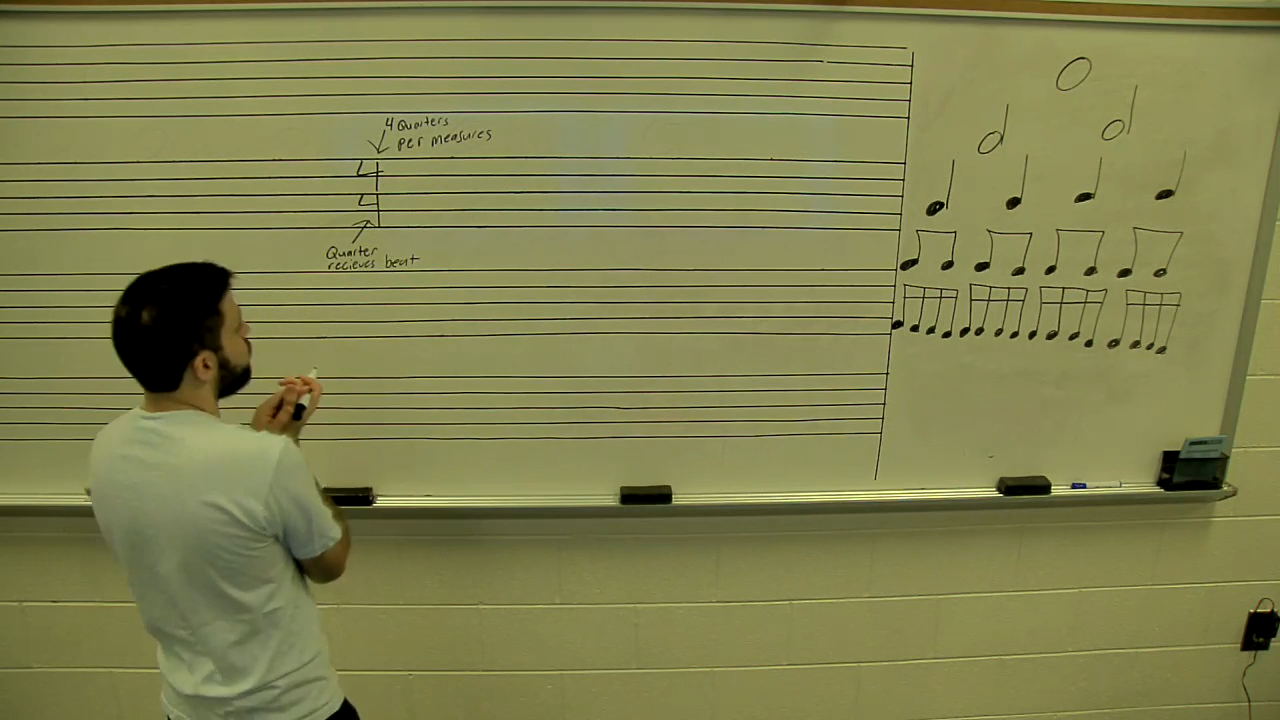 4 Quarters
per measures
4
4
Quarter
recieves beat